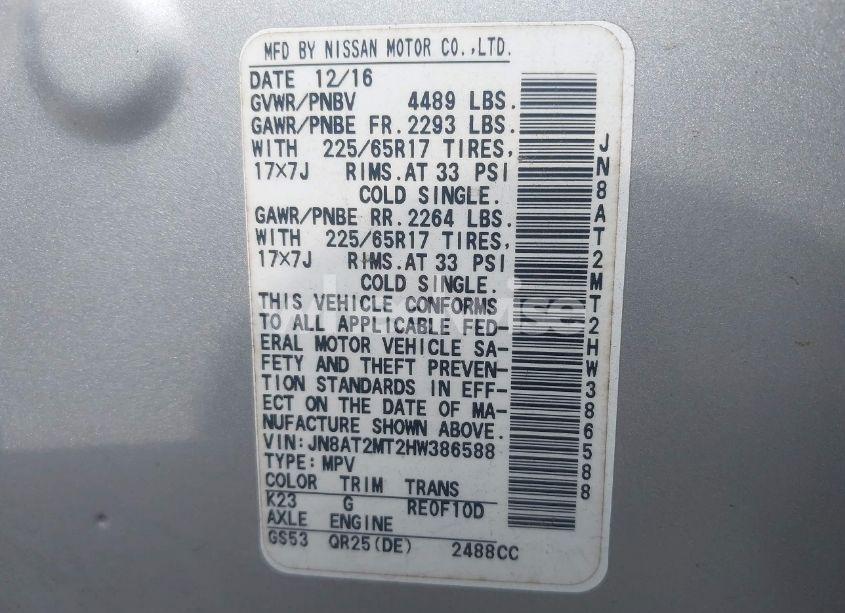 MFD BY NISSAN MOTOR CO.,LTD.
DATE 12/16
GVWR/PNBV 4489 LBS.
GAWR/PNBE FR. 2293 LBS.
WITH 225/65R17 TIRES,
17×7J RIMS.AT 33 PSI
COLD SINGLE.
GAWR/PNBE RR. 2264 LBS.
WITH 225/65R17 TIRES,
17×7J RIMS.AT 33 PSI
COLD SINGLE.
THIS VEHICLE CONFORMS
TO ALL APPLICABLE FED-
ERAL MOTOR VEHICLE SA-
FETY AND THEFT PREVEN-
TION STANDARDS IN EFF-
ECT ON THE DATE OF MA-
NUFACTURE SHOWN ABOVE.
VIN:JN8AT2MT2HW386588
TYPE:MPV
COLOR TRIM TRANS
K23 G RE0F10D
AXLE ENGINE
GS53 QR25(DE) 2488CC
JN8AT2MT2HW386588